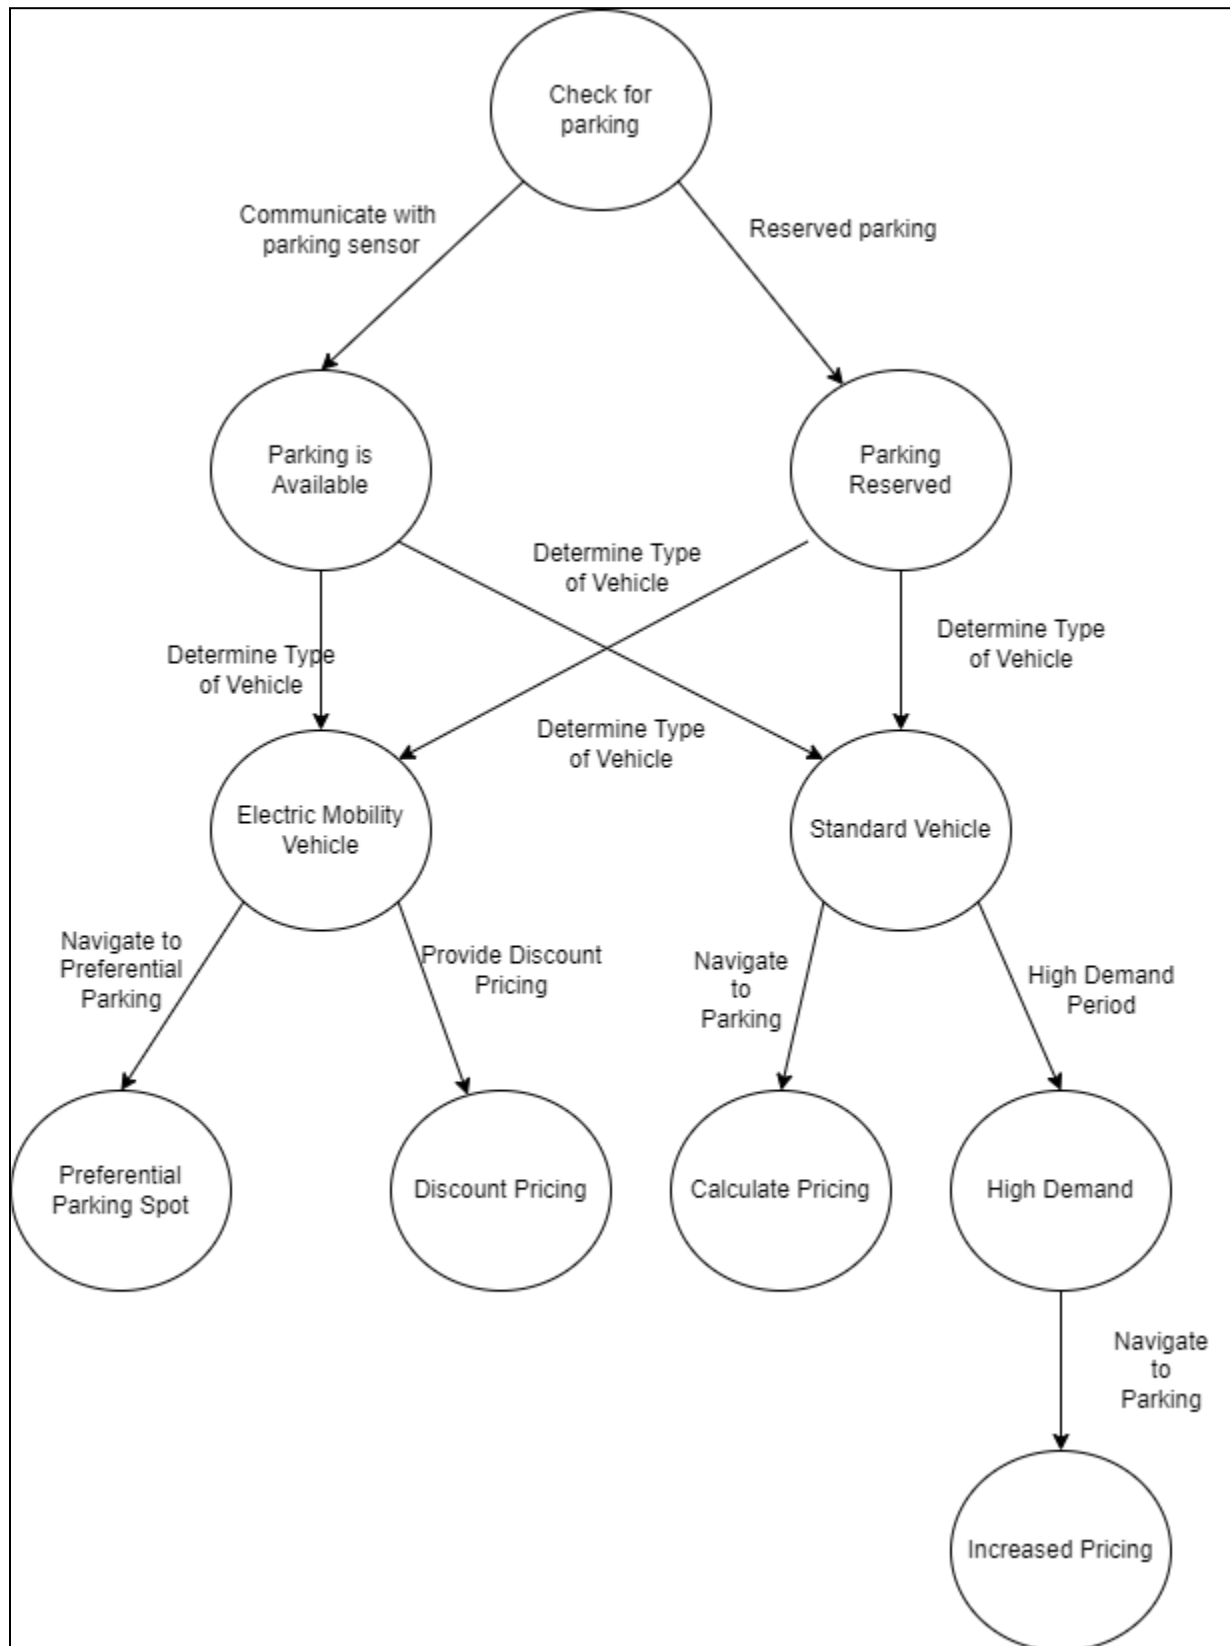 Check for
parking
Communicate with
parking sensor
Reserved parking
Parking is
Available
Parking
Reserved
Determine Type
of Vehicle
Determine Type
of Vehicle
Determine Type
of Vehicle
Determine Type
of Vehicle
Electric Mobility
Vehicle
Standard Vehicle
Navigate to
Preferential
Parking
Provide Discount
Pricing
Navigate
to
Parking
High Demand
Period
Preferential
Parking Spot
Discount Pricing
Calculate Pricing
High Demand
Navigate
to
Parking
Increased Pricing